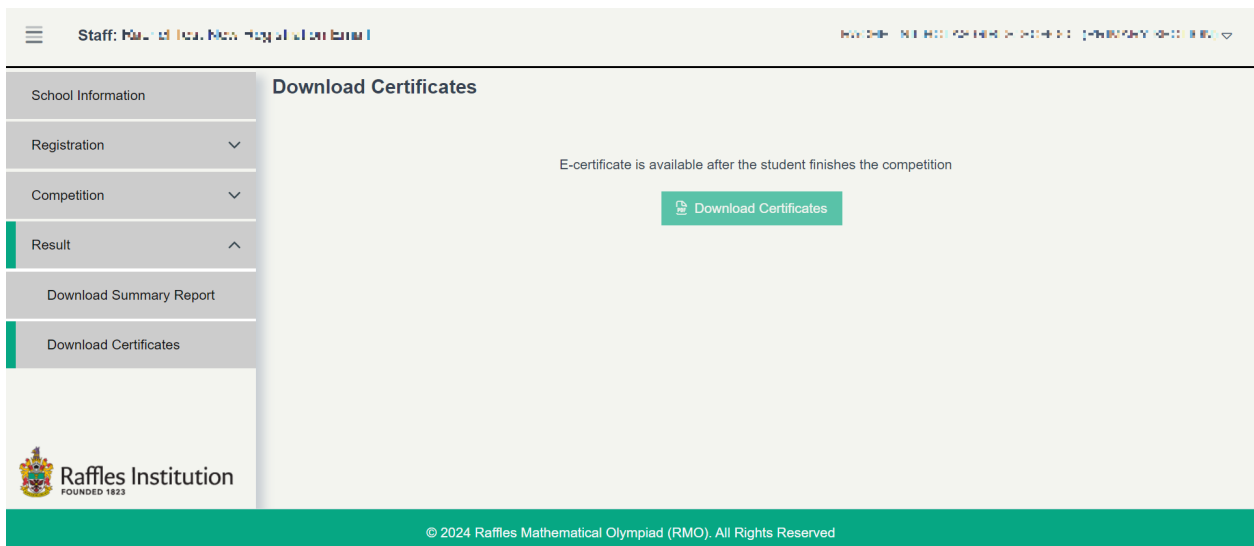 Staff:
School Information
Registration
Competition
Result
Download Summary Report
Download Certificates
Raffles Institution
FOUNDED 1823
Download Certificates
E-certificate is available after the student finishes the competition
PDF Download Certificates
© 2024 Raffles Mathematical Olympiad (RMO). All Rights Reserved